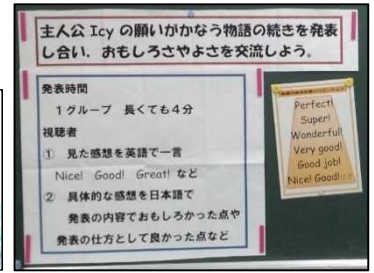 主人公 Icy の願いがかなう物語の続きを発表
し合い、おもしろさやよさを交流しよう。
発表時間
1グループ 長くても4分
視聴者
① 見た感想を英語で一言
Nice! Good! Great! など
② 具体的な感想を日本語で
発表の内容でおもしろかった点や
発表の仕方として良かった点など
Perfect!
Super!
Wonderful!
Very good!
Good job!
Nice! Good!